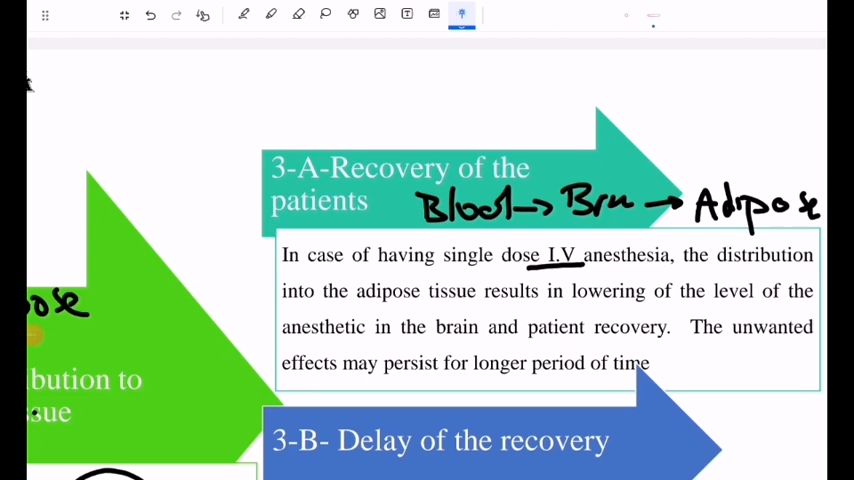 3-A-Recovery of the
patients
Blood → Bra → Adipose
In case of having single dose I.V anesthesia, the distribution
into the adipose tissue results in lowering of the level of the
anesthetic in the brain and patient recovery. The unwanted
effects may persist for longer period of time
ose
bution to
ssue
3-B- Delay of the recovery